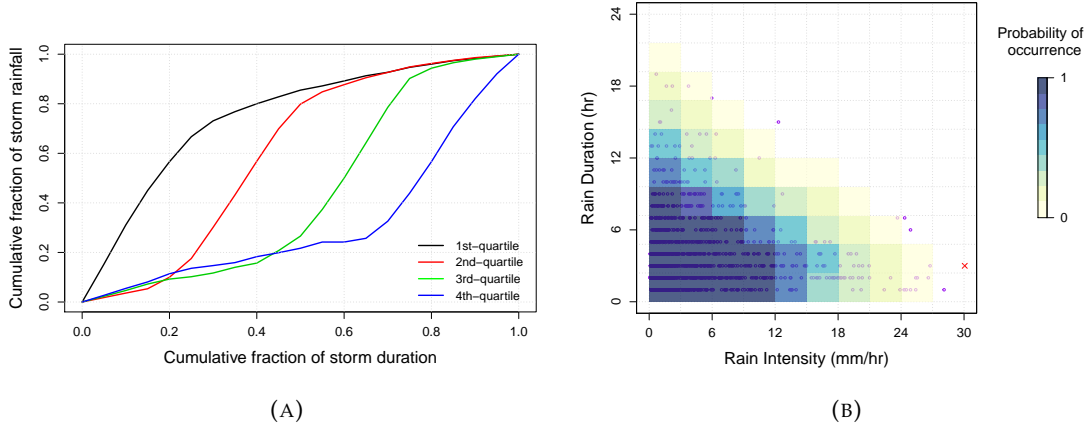 Cumulative fraction of storm rainfall
1.0
0.8
0.6
0.4
0.2
0.0
0.0 0.2 0.4 0.6 0.8 1.0
Cumulative fraction of storm duration
1st−quartile
2nd−quartile
3rd−quartile
4th−quartile
(A)
Rain Duration (hr)
24
18
12
6
0
0 6 12 18 24 30
Rain Intensity (mm/hr)
Probability of
occurrence
1
0
(B)